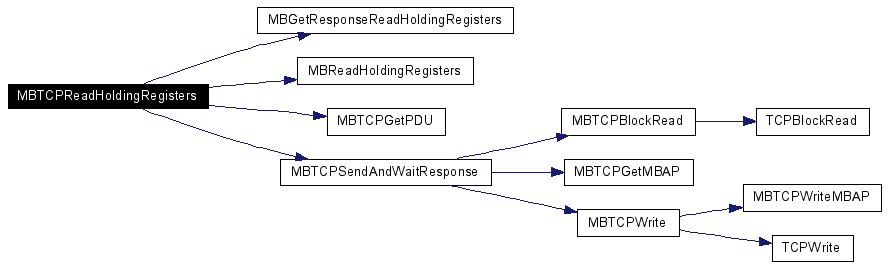 MBGetResponseReadHoldingRegisters
MBReadHoldingRegisters
MBTCPReadHoldingRegisters
MBTCPGetPDU
MBTCPBlockRead
TCPBlockRead
MBTCPSendAndWaitResponse
MBTCPGetMBAP
MBTCPWriteMBAP
MBTCPWrite
TCPWrite